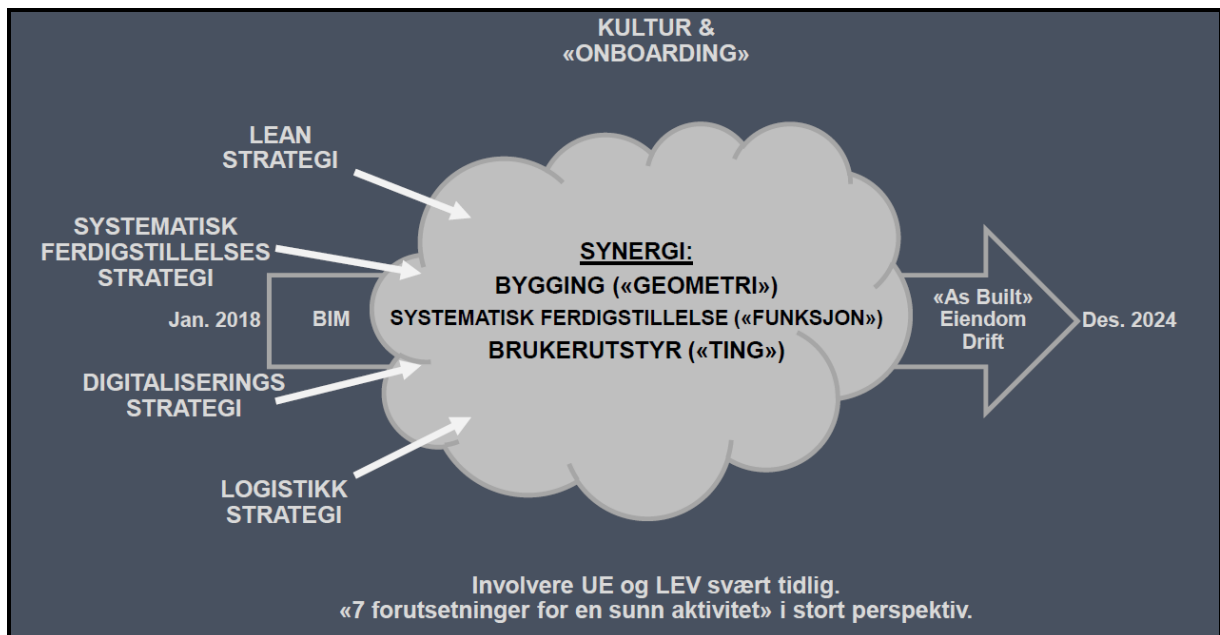 KULTUR &
«ONBOARDING»
LEAN
STRATEGI
SYSTEMATISK
FERDIGSTILLELSES
STRATEGI
Jan. 2018
BIM
DIGITALISERINGS
STRATEGI
LOGISTIKK
STRATEGI
SYNERGI:
BYGGING («GEOMETRI»)
SYSTEMATISK FERDIGSTILLELSE («FUNKSJON»)
BRUKERUTSTYR («TING»)
«As Built»
Eiendom
Drift
Des. 2024
Involvere UE og LEV svært tidlig.
«7 forutsetninger for en sunn aktivitet» i stort perspektiv.